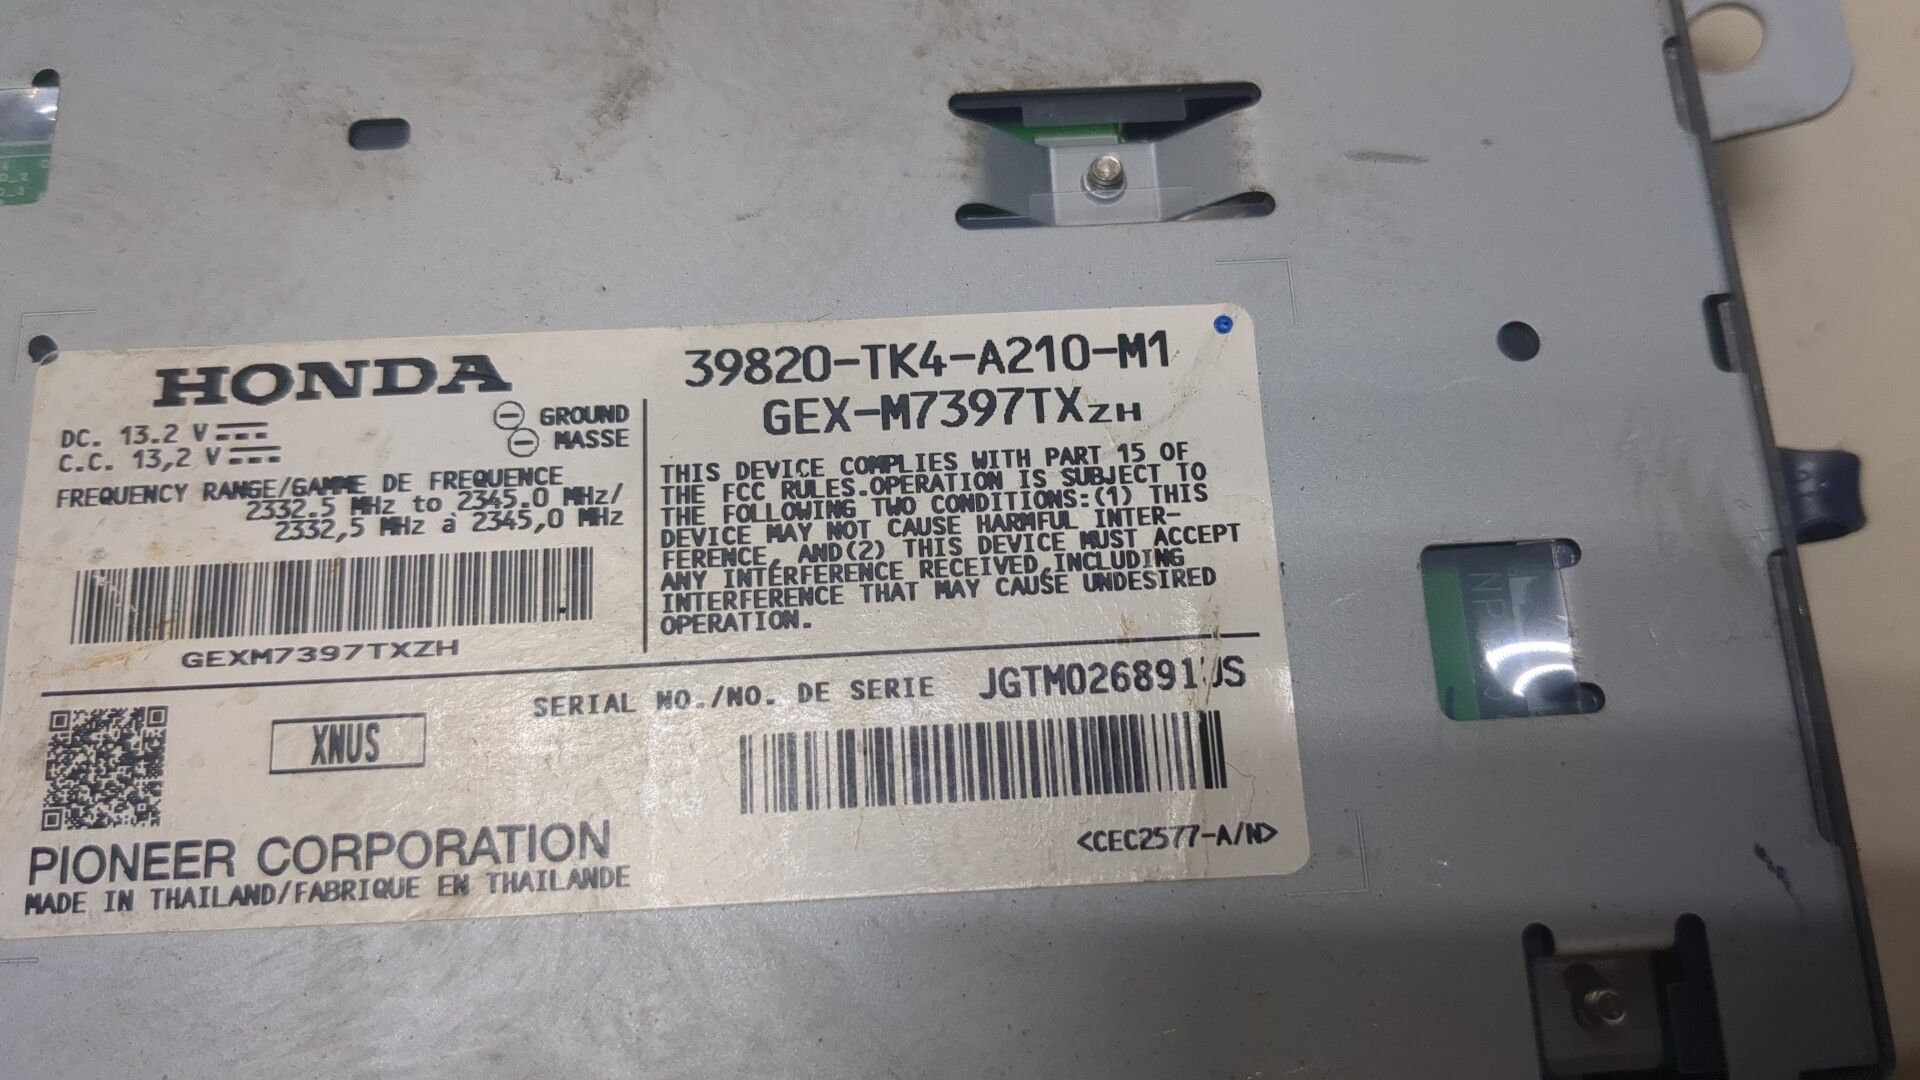 HONDA
DC. 13.2 V
C.C. 13,2 V
GROUND
MASSE
FREQUENCY RANGE/GAMME DE FREQUENCE
2332.5 MHz to 2345.0 MHz/
2332,5 MHz à 2345,0 MHz
GEXM7397TXZH
39820-TK4-A210-M1
GEX-M7397TXZH
THIS DEVICE COMPLIES WITH PART 15 OF
THE FCC RULES.OPERATION IS SUBJECT TO
THE FOLLOWING TWO CONDITIONS:(1) THIS
DEVICE MAY NOT CAUSE HARMFUL INTER-
FERENCE, AND(2) THIS DEVICE MUST ACCEPT
ANY INTERFERENCE RECEIVED,INCLUDING
INTERFERENCE THAT MAY CAUSE UNDESIRED
OPERATION.
SERIAL NO./NO. DE SERIE
XNUS
PIONEER CORPORATION
MADE IN THAILAND/FABRIQUE EN THAILANDE
<CEC2577-A/N>